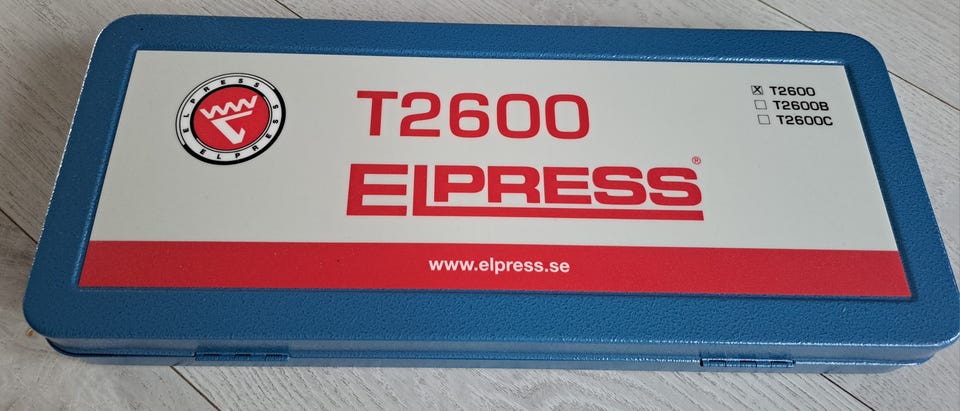 ELPRESS
ELPRESS
T2600
ELPRESS®
☒ T2600
☐ T2600B
☐ T2600C
www.elpress.se